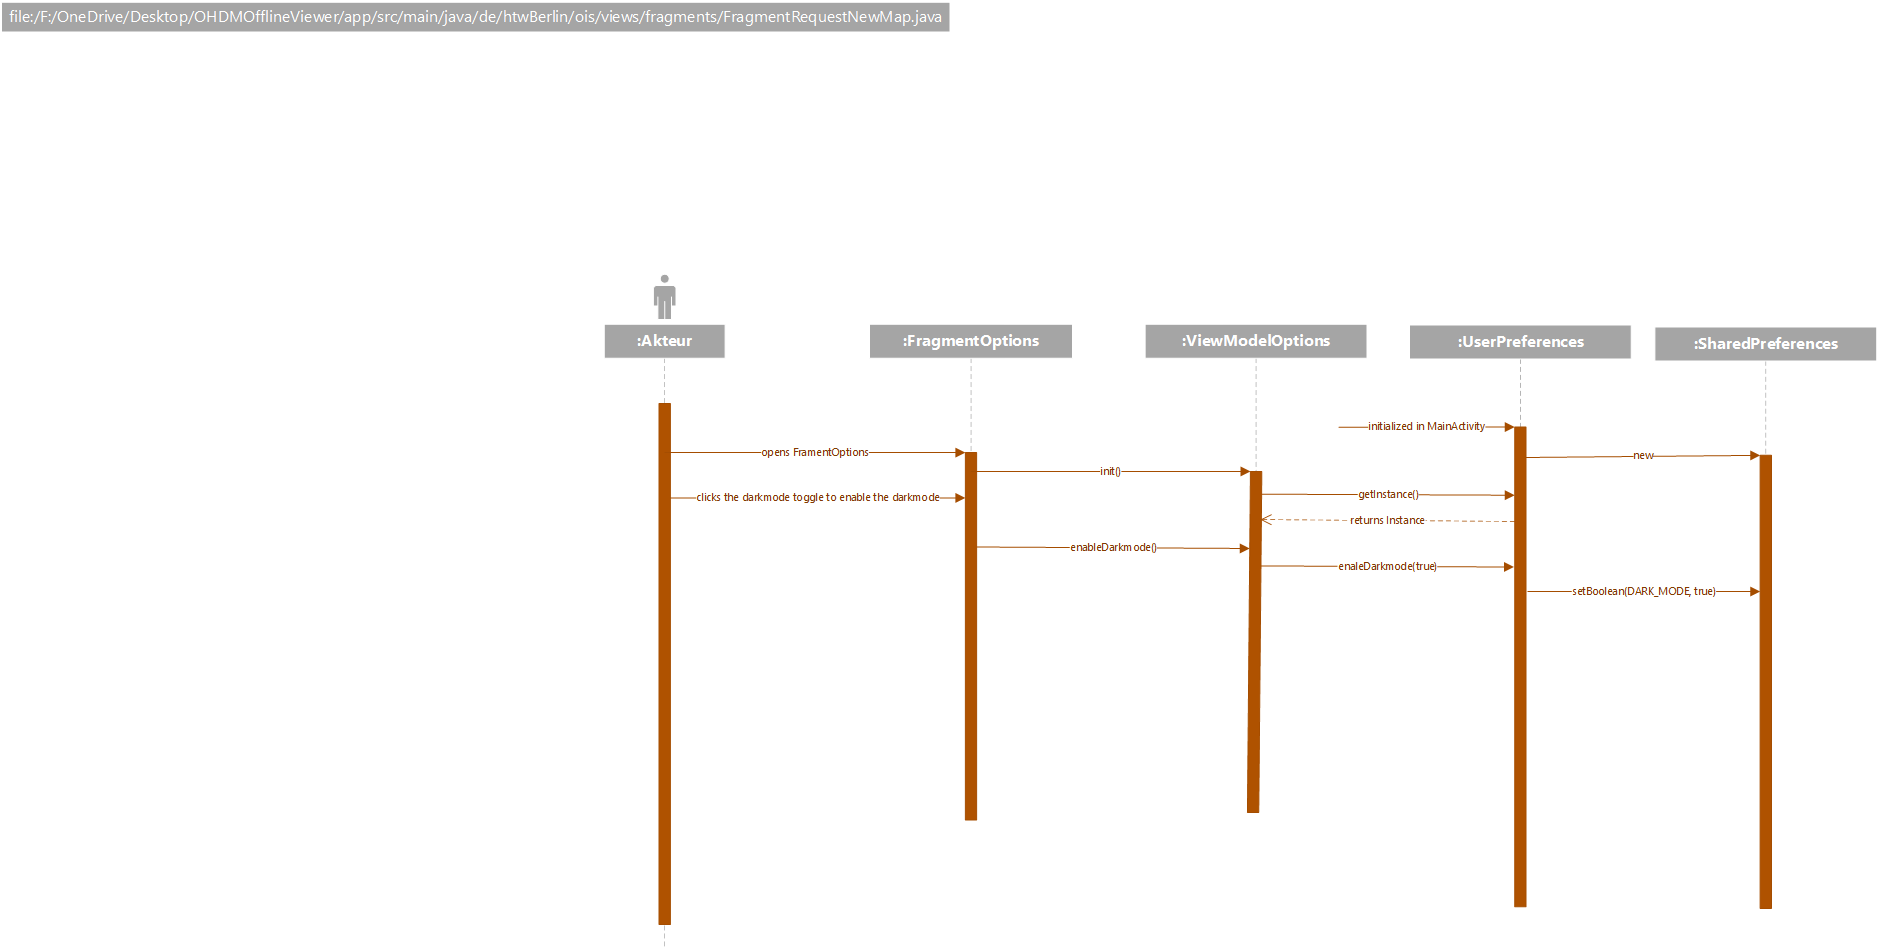 file:/F:/OneDrive/Desktop/OHDMOfflineViewer/app/src/main/java/de/htwBerlin/ois/views/fragments/FragmentRequestNewMap.java
:Akteur
:FragmentOptions
:ViewModelOptions
:UserPreferences
:SharedPreferences
initialized in MainActivity
opens FramentOptions
new
init()
clicks the darkmode toggle to enable the darkmode
getInstance()
returns Instance
enableDarkmode()
enaleDarkmode(true)
setBoolean(DARK_MODE, true)